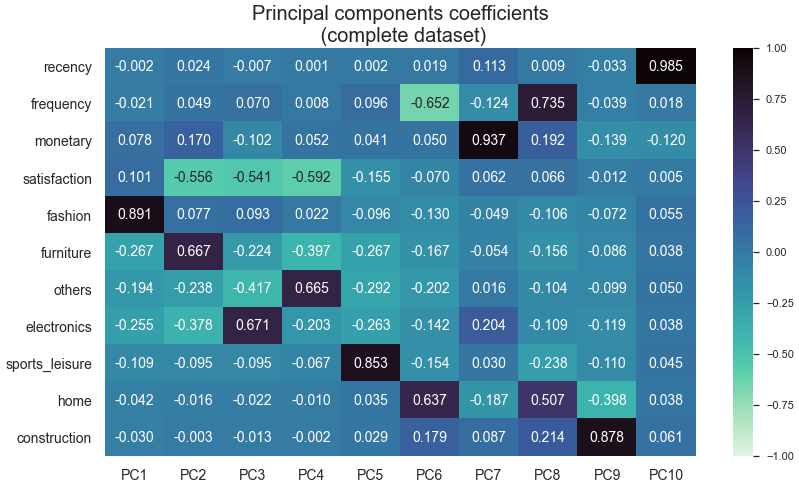 Principal components coefficients
(complete dataset)
recency -0.002 0.024 -0.007 0.001 0.002 0.019 0.113 0.009 -0.033 0.985
frequency -0.021 0.049 0.070 0.008 0.096 -0.652 -0.124 0.735 -0.039 0.018
monetary 0.078 0.170 -0.102 0.052 0.041 0.050 0.937 0.192 -0.139 -0.120
satisfaction 0.101 -0.556 -0.541 -0.592 -0.155 -0.070 0.062 0.066 -0.012 0.005
fashion 0.891 0.077 0.093 0.022 -0.096 -0.130 -0.049 -0.106 -0.072 0.055
furniture -0.267 0.667 -0.224 -0.397 -0.267 -0.167 -0.054 -0.156 -0.086 0.038
others -0.194 -0.238 -0.417 0.665 -0.292 -0.202 0.016 -0.104 -0.099 0.050
electronics -0.255 -0.378 0.671 -0.203 -0.263 -0.142 0.204 -0.109 -0.119 0.038
sports_leisure -0.109 -0.095 -0.095 -0.067 0.853 -0.154 0.030 -0.238 -0.110 0.045
home -0.042 -0.016 -0.022 -0.010 0.035 0.637 -0.187 0.507 -0.398 0.038
construction -0.030 -0.003 -0.013 -0.002 0.029 0.179 0.087 0.214 0.878 0.061
PC1 PC2 PC3 PC4 PC5 PC6 PC7 PC8 PC9 PC10
1.00
0.75
0.50
0.25
0.00
−0.25
−0.50
−0.75
−1.00